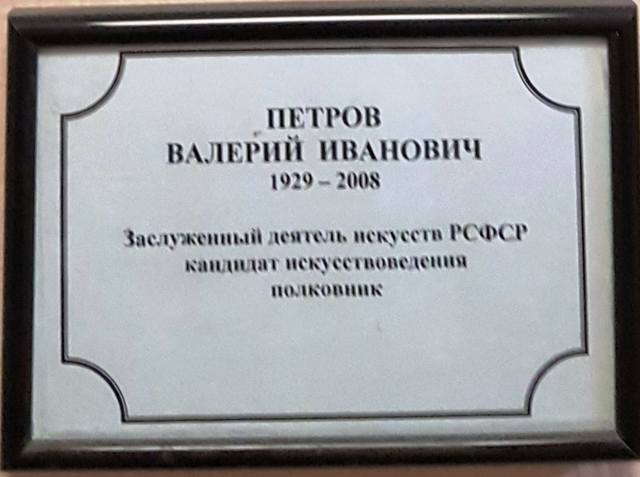 ПЕТРОВ
ВАЛЕРИЙ ИВАНОВИЧ
1929 – 2008
Заслуженный деятель искусств РСФСР
кандидат искусствоведения
полковник